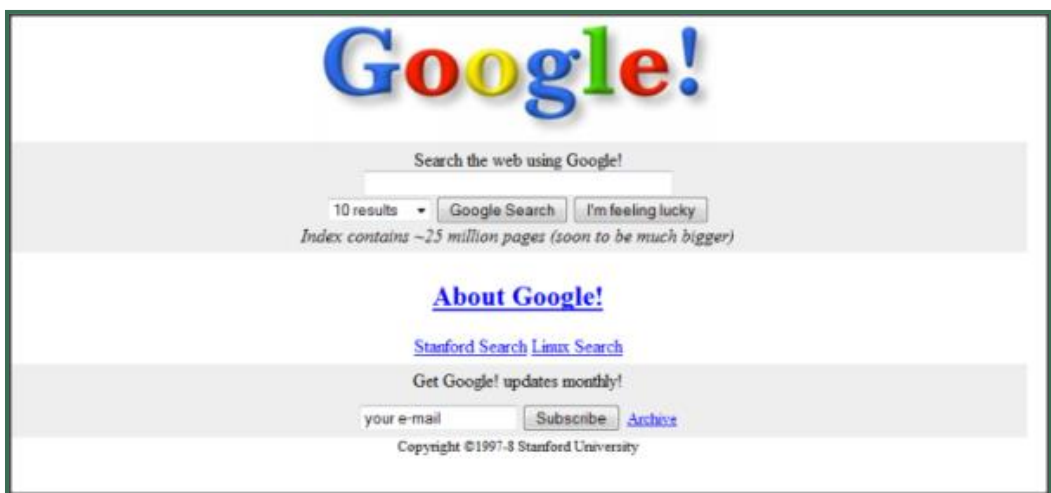 Google!
Search the web using Google!
10 results Google Search I'm feeling lucky
Index contains ~25 million pages (soon to be much bigger)
About Google!
Stanford Search Linux Search
Get Google! updates monthly!
your e-mail Subscribe Archive
Copyright ©1997-8 Stanford University